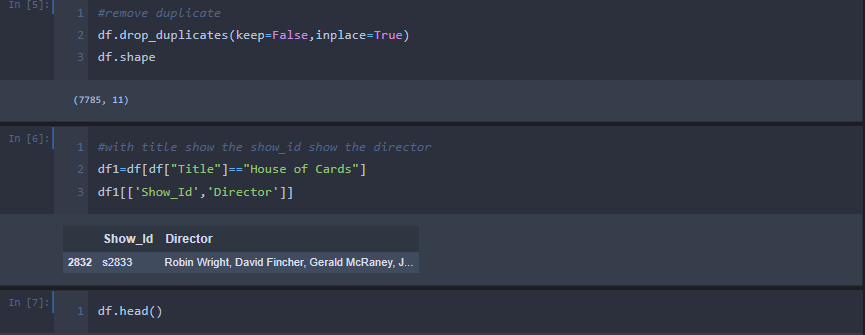 In [5]:
1 #remove duplicate
2 df.drop_duplicates(keep=False,inplace=True)
3 df.shape
(7785, 11)
In [6]:
1 #with title show the show_id show the director
2 df1=df[df["Title"]=="House of Cards"]
3 df1[['Show_Id','Director']]
Show_Id Director
2832 s2833 Robin Wright, David Fincher, Gerald McRaney, J...
In [7]:
1 df.head()